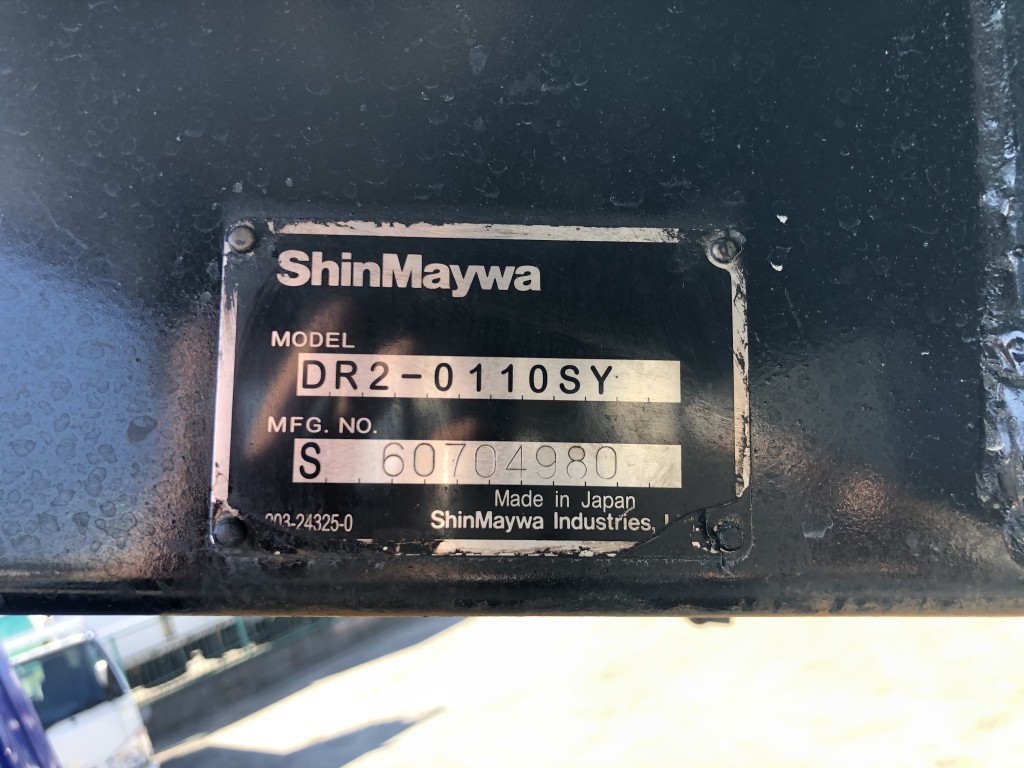 ShinMaywa
MODEL
DR2-0110SY
MFG. NO.
S 60704980
Made in Japan
203-24325-0
ShinMaywa Industries,